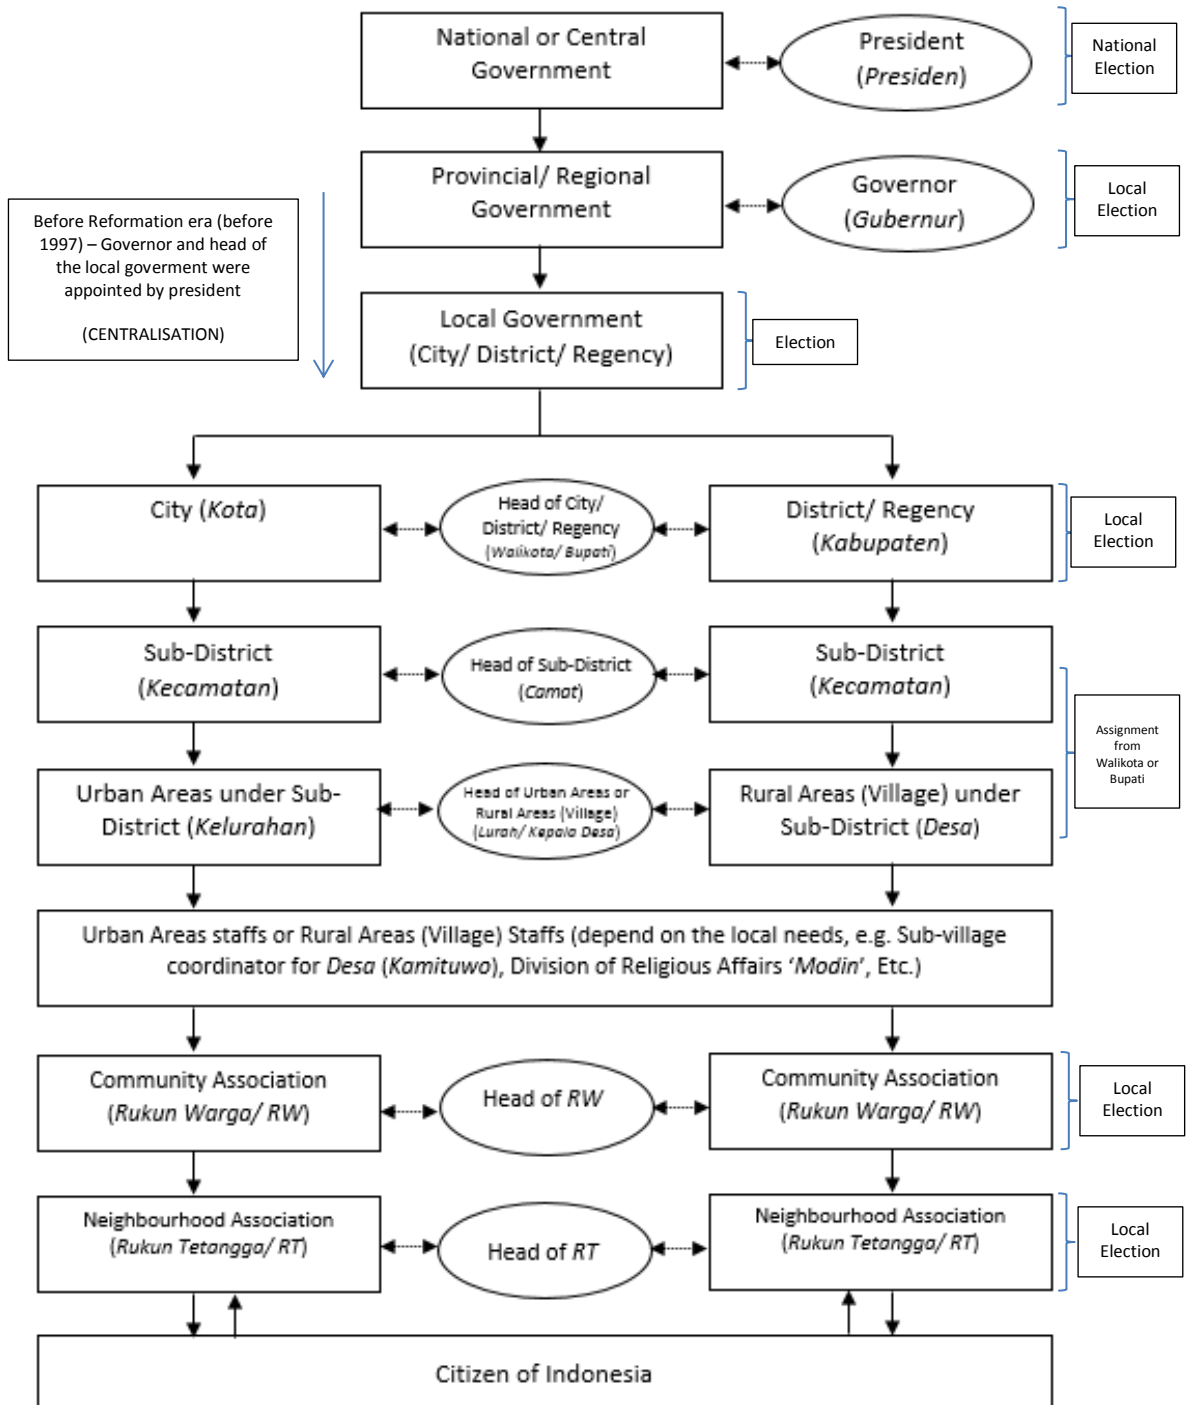 National or Central
Government
President
(Presiden)
National
Election
Provincial/ Regional
Government
Governor
(Gubernur)
Local
Election
Before Reformation era (before
1997) – Governor and head of
the local goverment were
appointed by president
(CENTRALISATION)
Local Government
(City/ District/ Regency)
Election
City (Kota)
Head of City/
District/ Regency
(Walikota/ Bupati)
District/ Regency
(Kabupaten)
Local
Election
Sub-District
(Kecamatan)
Head of Sub-District
(Camat)
Sub-District
(Kecamatan)
Assignment
from
Walikota or
Bupati
Urban Areas under Sub-
District (Kelurahan)
Head of Urban Areas or
Rural Areas (Village)
(Lurah/ Kepala Desa)
Rural Areas (Village) under
Sub-District (Desa)
Urban Areas staffs or Rural Areas (Village) Staffs (depend on the local needs, e.g. Sub-village
coordinator for Desa (Kamituwo), Division of Religious Affairs ‘Modin’, Etc.)
Community Association
(Rukun Warga/ RW)
Head of RW
Community Association
(Rukun Warga/ RW)
Local
Election
Neighbourhood Association
(Rukun Tetangga/ RT)
Head of RT
Neighbourhood Association
(Rukun Tetangga/ RT)
Local
Election
Citizen of Indonesia